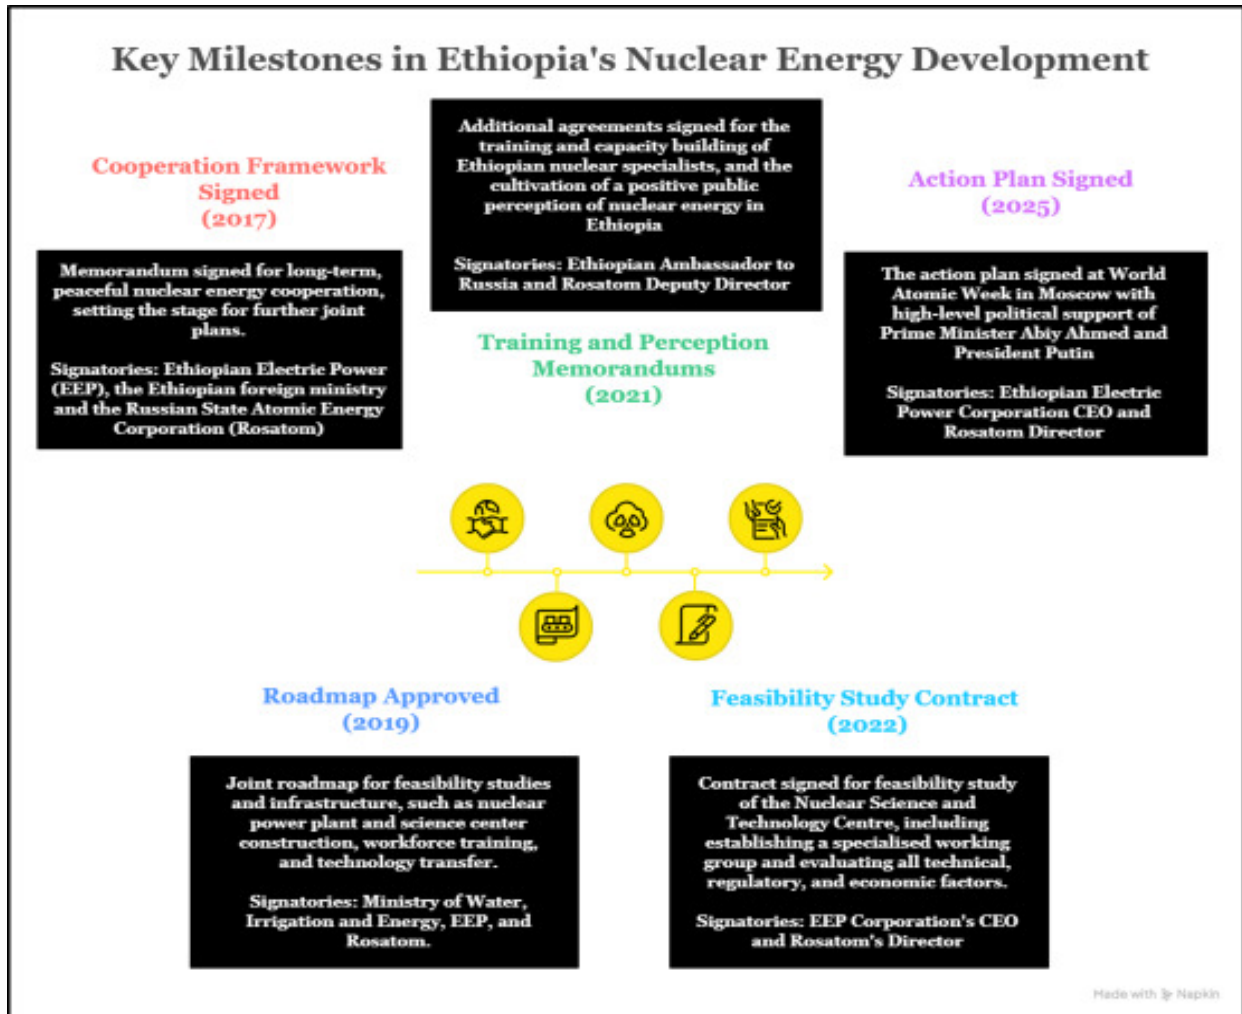 Key Milestones in Ethiopia's Nuclear Energy Development
Cooperation Framework
Signed
(2017)
Memorandum signed for long-term,
peaceful nuclear energy cooperation,
setting the stage for further joint
plans.
Signatories: Ethiopian Electric Power
(EEP), the Ethiopian foreign ministry
and the Russian State Atomic Energy
Corporation (Rosatom)
Additional agreements signed for the
training and capacity building of
Ethiopian nuclear specialists, and the
cultivation of a positive public
perception of nuclear energy in
Ethiopia
Signatories: Ethiopian Ambassador to
Russia and Rosatom Deputy Director
Training and Perception
Memorandums
(2021)
Action Plan Signed
(2025)
The action plan signed at World
Atomic Week in Moscow with
high-level political support of
Prime Minister Abiy Ahmed and
President Putin
Signatories: Ethiopian Electric
Power Corporation CEO and
Rosatom Director
Roadmap Approved
(2019)
Joint roadmap for feasibility studies
and infrastructure, such as nuclear
power plant and science center
construction, workforce training,
and technology transfer.
Signatories: Ministry of Water,
Irrigation and Energy, EEP, and
Rosatom.
Feasibility Study Contract
(2022)
Contract signed for feasibility study
of the Nuclear Science and
Technology Centre, including
establishing a specialised working
group and evaluating all technical,
regulatory, and economic factors.
Signatories: EEP Corporation's CEO
and Rosatom's Director
Made with Napkin